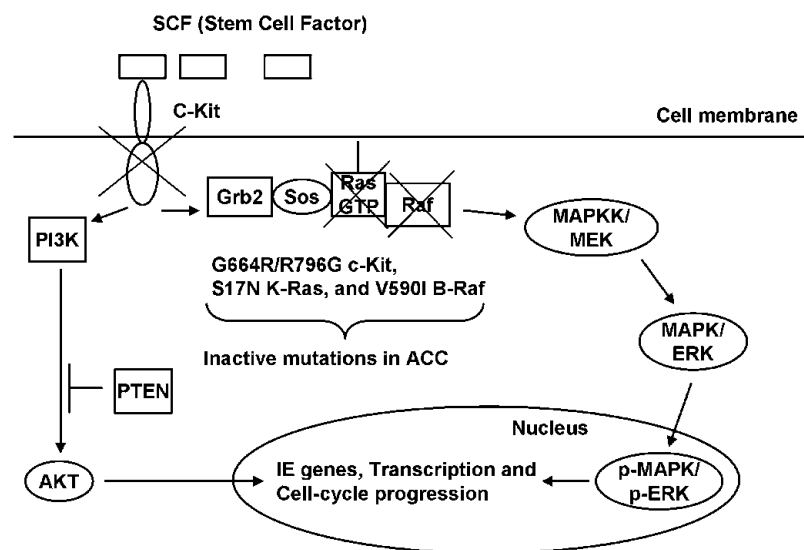 SCF (Stem Cell Factor)
C-Kit
Cell membrane
Grb2
Sos
Ras
GTP
Raf
MAPKK/
MEK
PI3K
G664R/R796G c-Kit,
S17N K-Ras, and V590I B-Raf
Inactive mutations in ACC
MAPK/
ERK
PTEN
Nucleus
AKT
IE genes, Transcription and
Cell-cycle progression
p-MAPK/
p-ERK